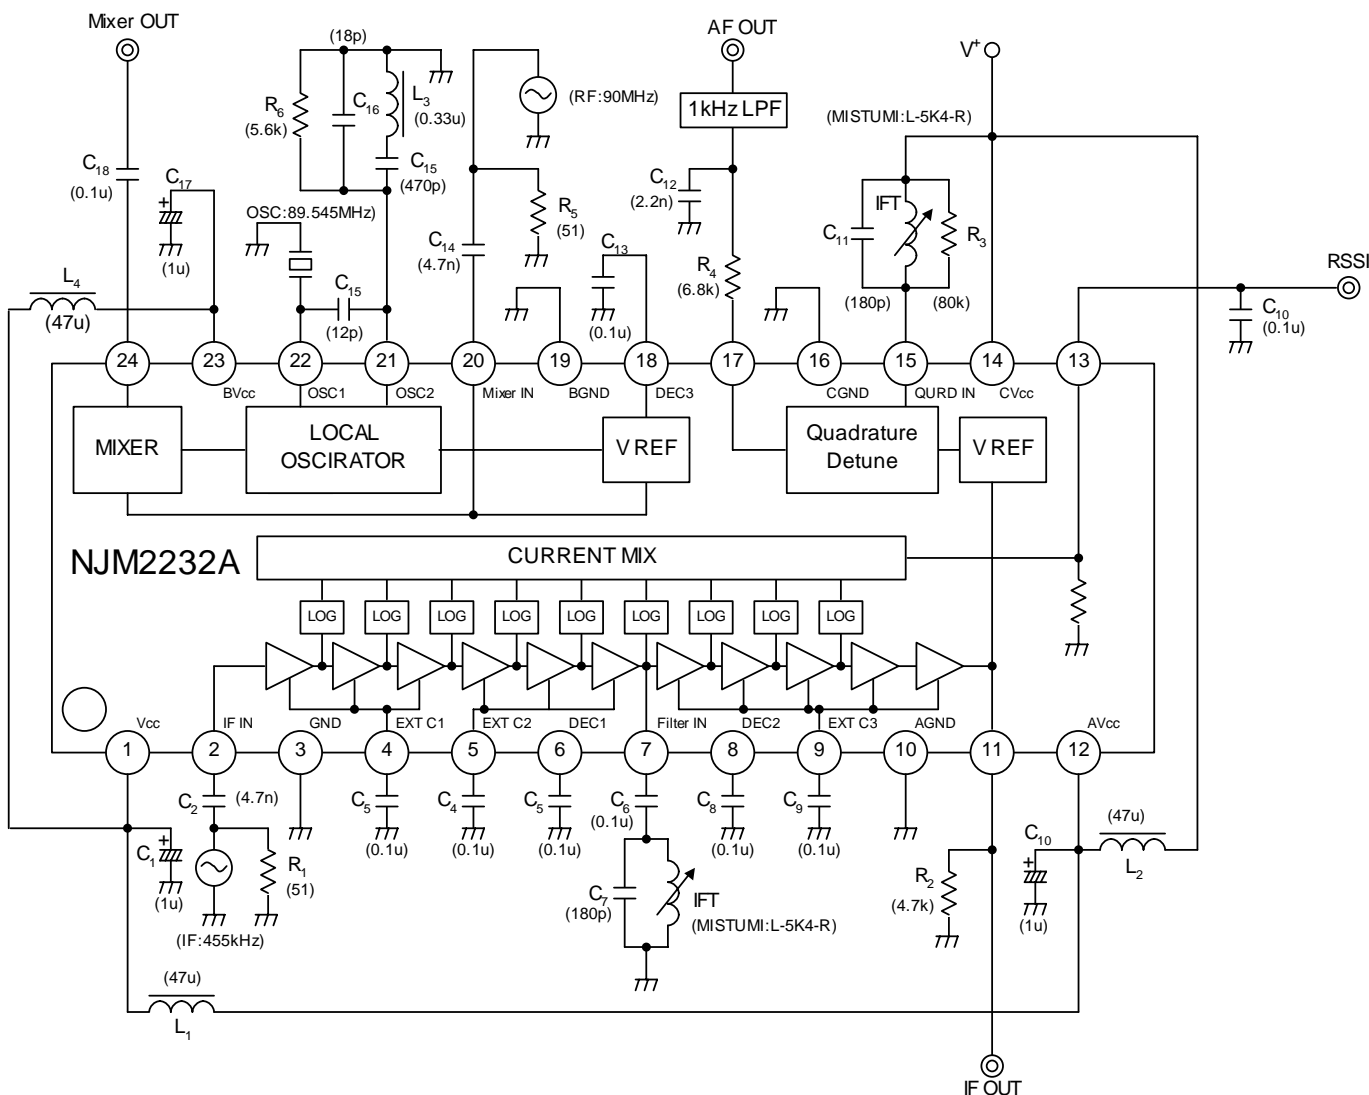 Mixer OUT
AF OUT
V+
(18p)
R6
(5.6k)
C16
L3
(0.33u)
(RF:90MHz)
1kHz LPF
(MISTUMI:L-5K4-R)
C18
(0.1u)
C17
(1u)
C15
(470p)
OSC:89.545MHz)
C15
(12p)
C14
(4.7n)
R5
(51)
C12
(2.2n)
C13
(0.1u)
R4
(6.8k)
C11
(180p)
IFT
R3
(80k)
RSSI
C10
(0.1u)
L4
(47u)
24 23 22 21 20 19 18 17 16 15 14 13
BVcc OSC1 OSC2 Mixer IN BGND DEC3 CGND QURD IN CVcc
MIXER
LOCAL
OSCIRATOR
V REF
Quadrature
Detune
V REF
NJM2232A
CURRENT MIX
LOG LOG LOG LOG LOG LOG LOG LOG LOG
Vcc IF IN GND EXT C1 EXT C2 DEC1 Filter IN DEC2 EXT C3 AGND AVcc
1 2 3 4 5 6 7 8 9 10 11 12
C2
(4.7n)
C5
(0.1u)
C4
(0.1u)
C5
(0.1u)
C6
(0.1u)
C8
(0.1u)
C9
(0.1u)
C1
(1u)
R1
(51)
(IF:455kHz)
C7
(180p)
IFT
(MISTUMI:L-5K4-R)
R2
(4.7k)
C10
(1u)
(47u)
L2
(47u)
L1
IF OUT